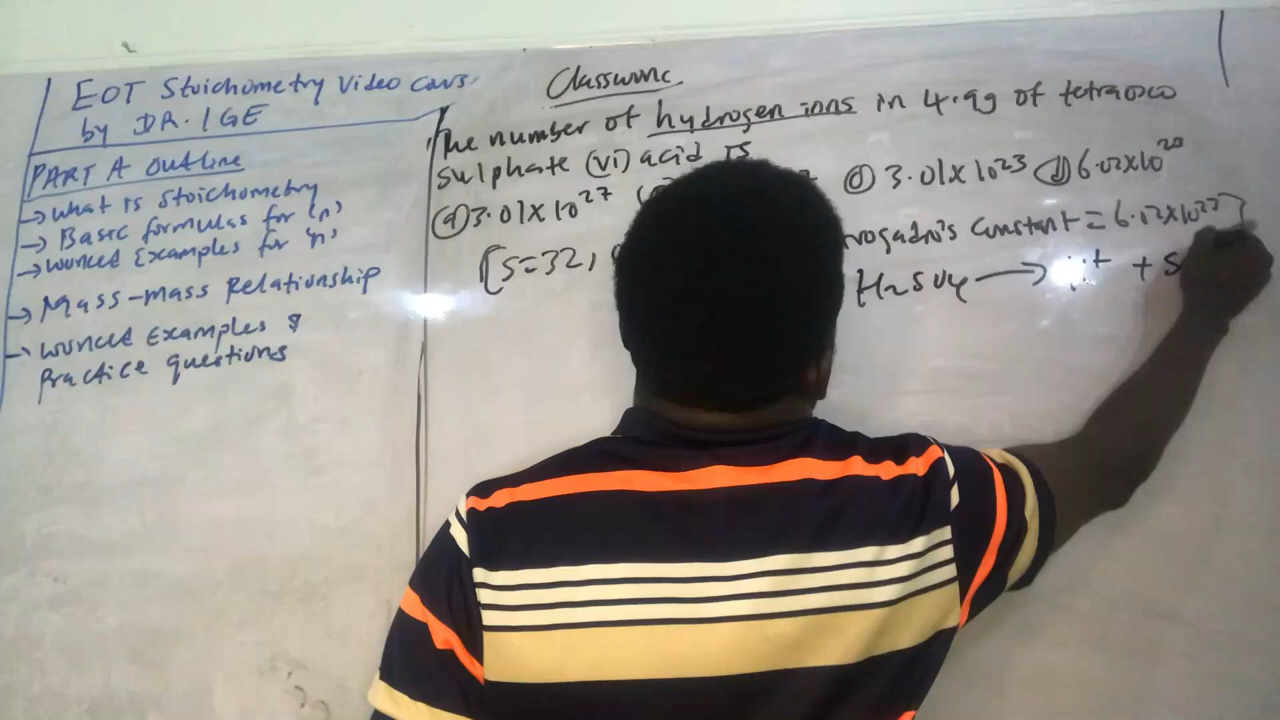 EOT Stoichometry Video cavs.
by DR. IGE
PART A Outline
→ What is Stoichometry
→ Basic formulas for 'n'
→ Worked Examples for 'n'
→ Mass-mass Relationship
→ Worked Examples &
Practice questions
Classwork
The number of hydrogen ions in 4.9g of tetraoxo
sulphate (vi) acid is
(a) 3.01 x 10²⁷ (c) 3.01 x 10²³ (d) 6.02 x 10²⁰
[S=32, Constant = 6.02 x 10²³]
H₂SO₄ → H⁺ + S